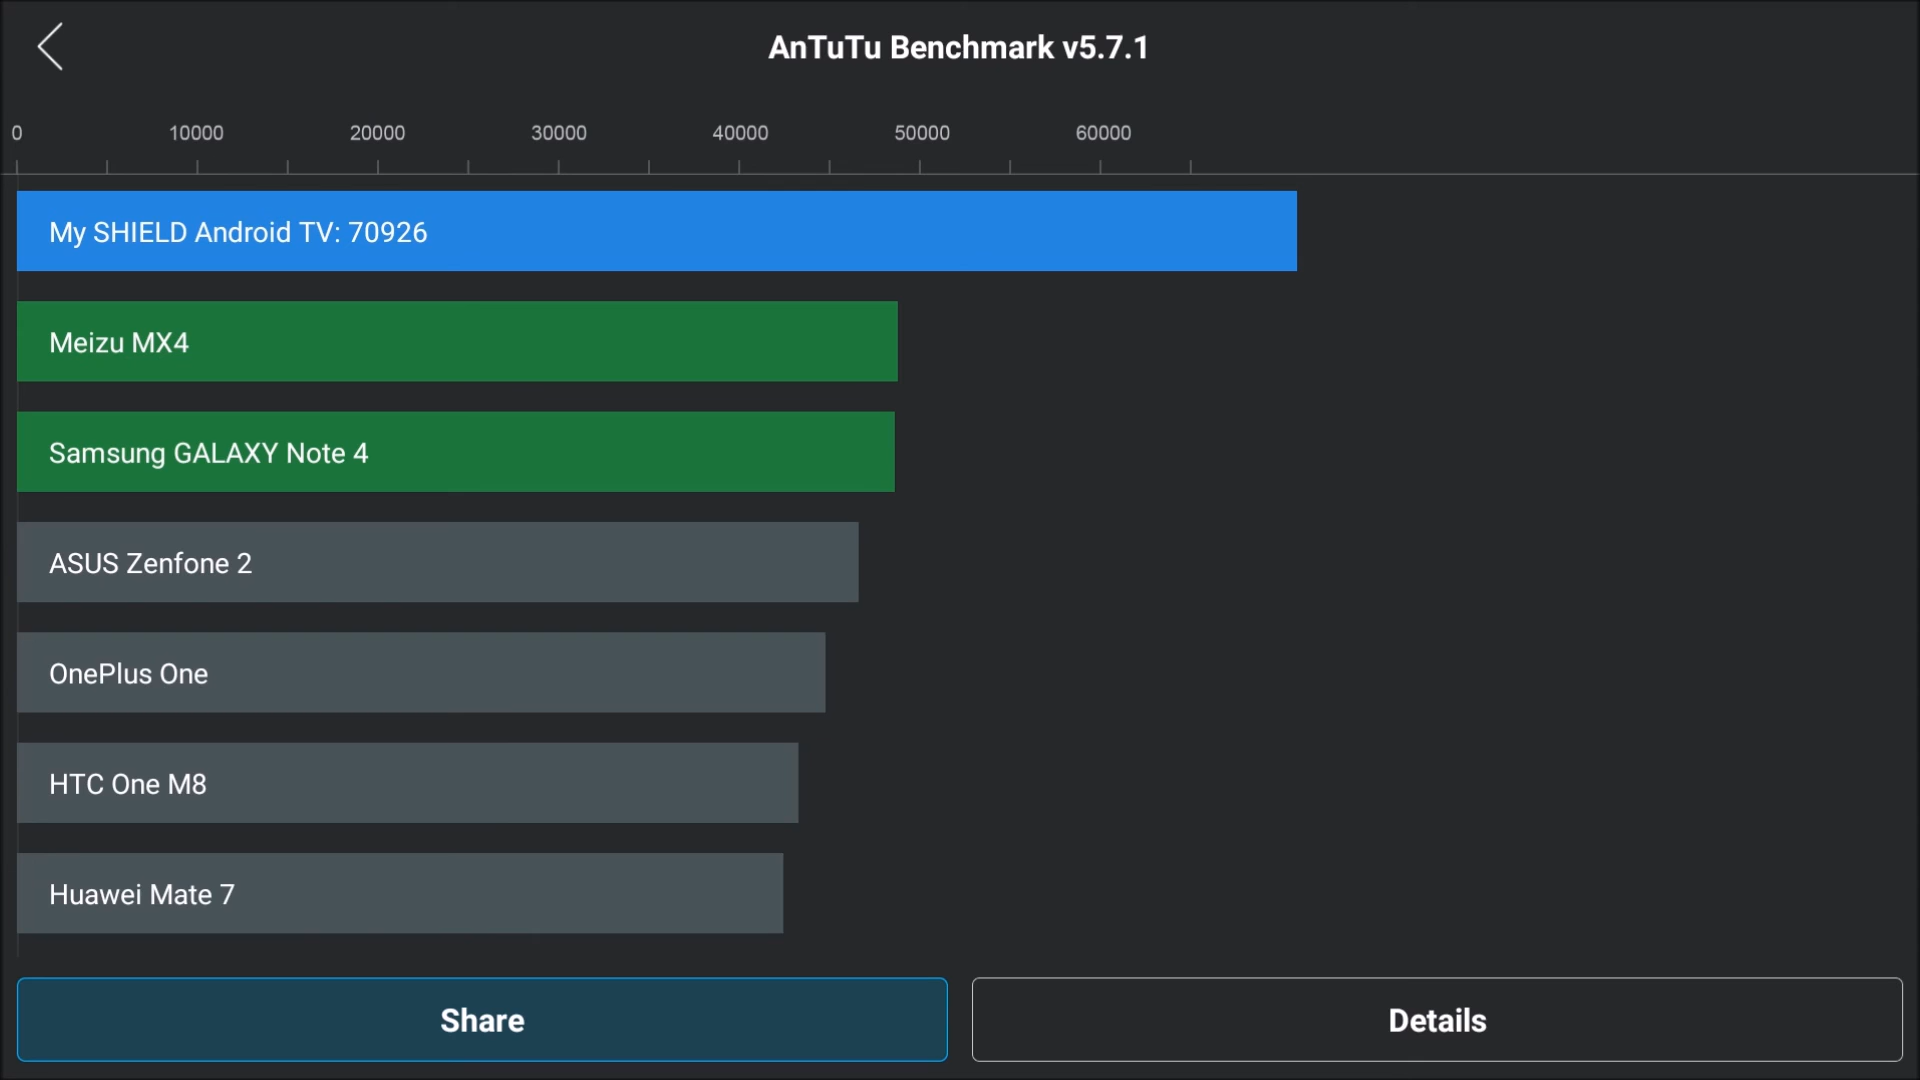 AnTuTu Benchmark v5.7.1
0 10000 20000 30000 40000 50000 60000
My SHIELD Android TV: 70926
Meizu MX4
Samsung GALAXY Note 4
ASUS Zenfone 2
OnePlus One
HTC One M8
Huawei Mate 7
Share Details